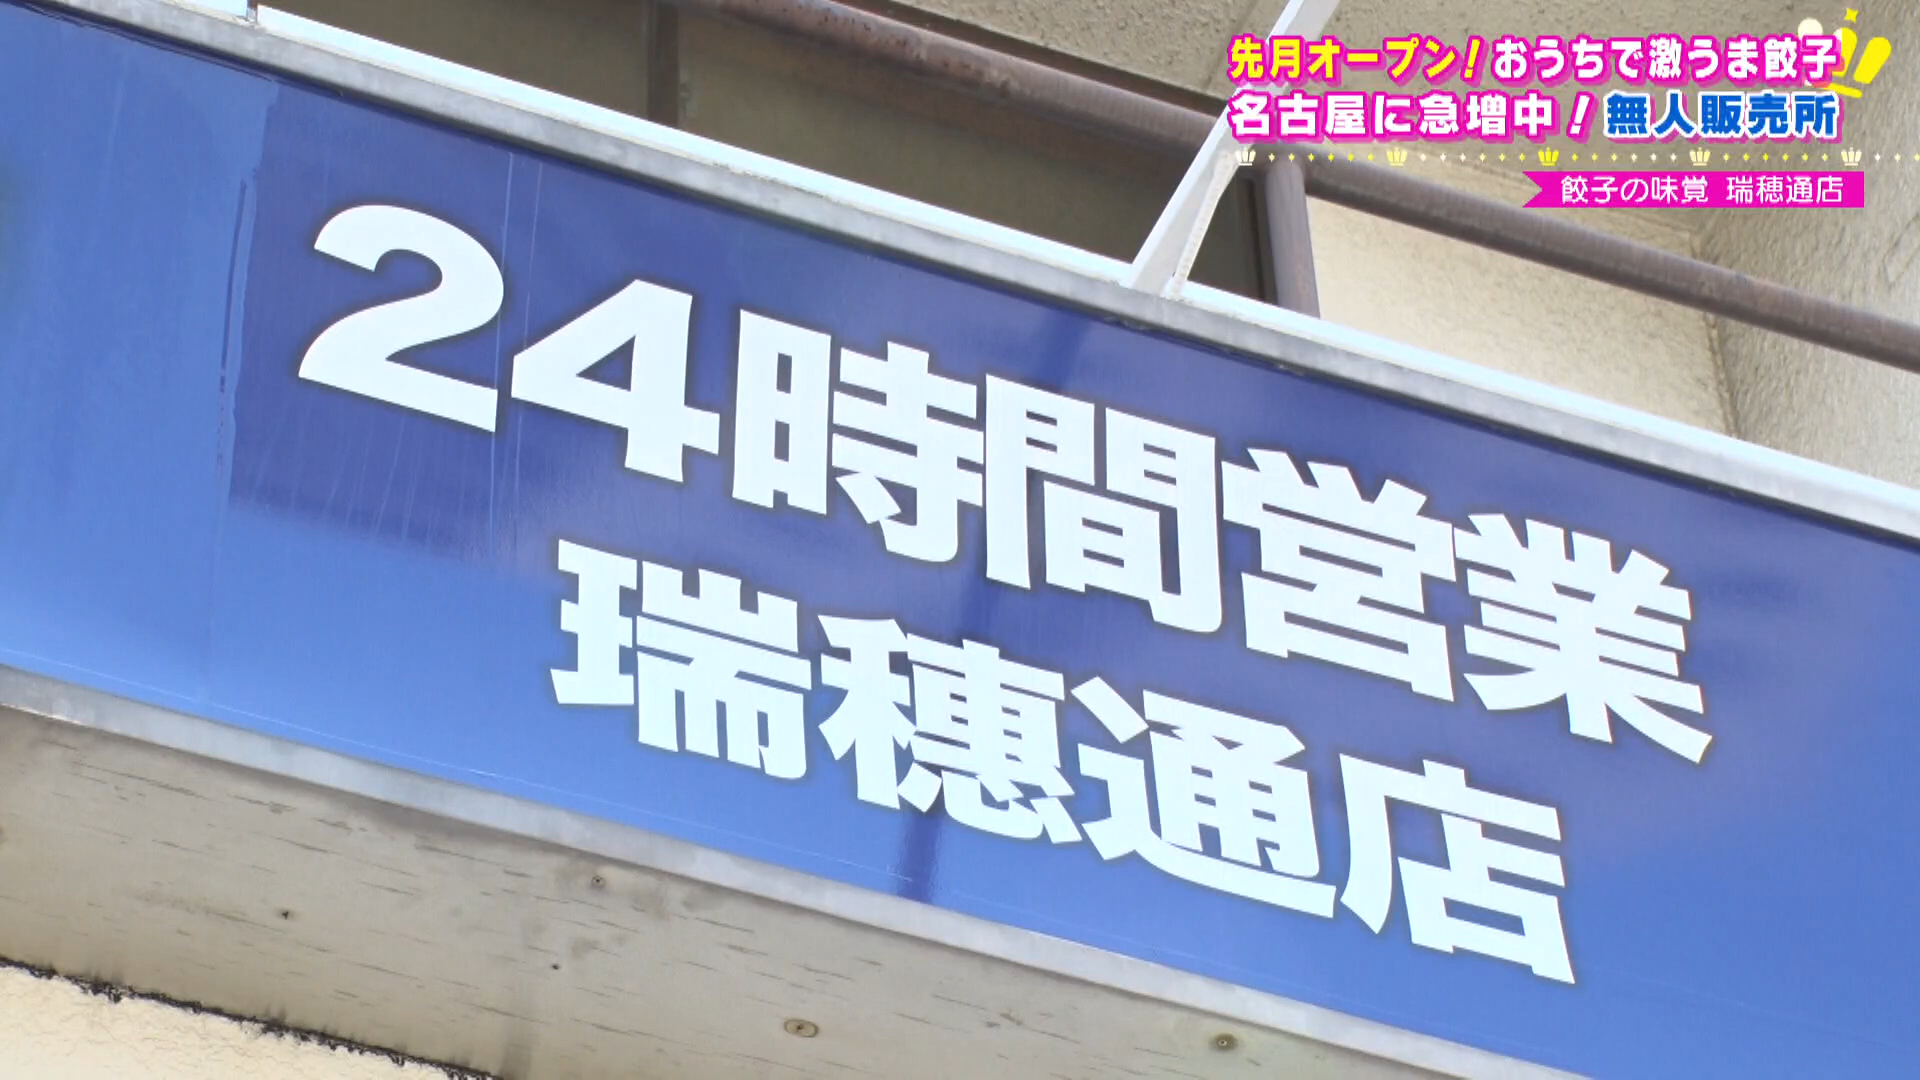 先月オープン!おうちで激うま餃子
名古屋に急増中!無人販売所
餃子の味覚 瑞穂通店
24時間営業
瑞穂通店